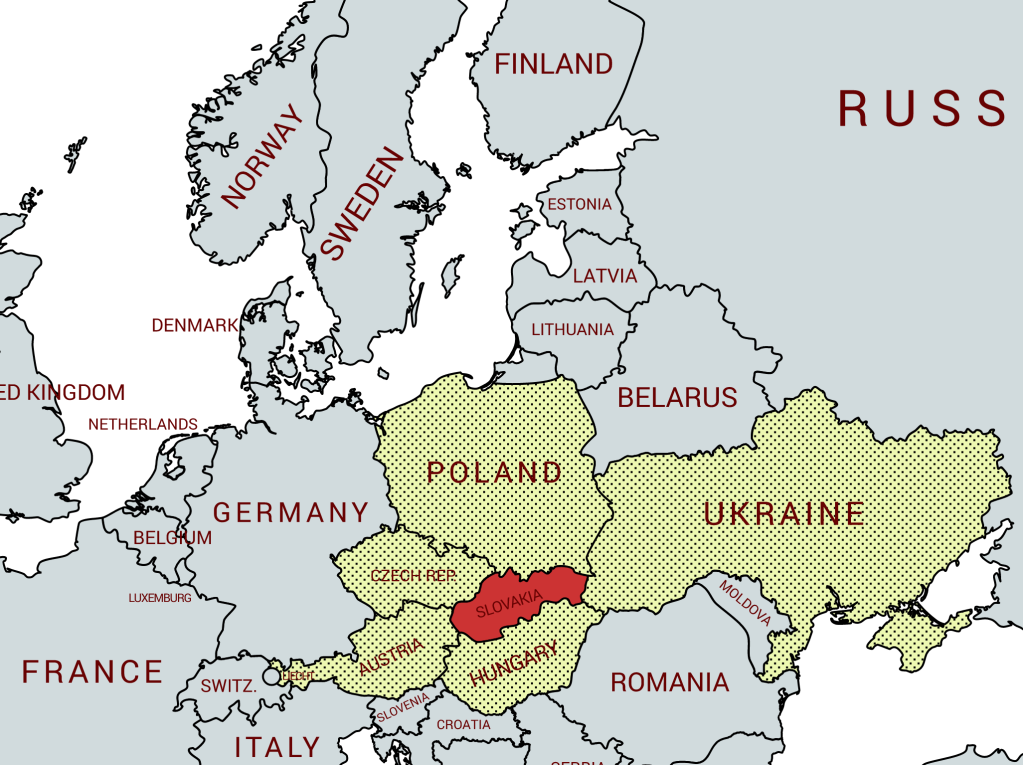 FINLAND
RUSS
NORWAY
SWEDEN
ESTONIA
LATVIA
DENMARK
LITHUANIA
ED KINGDOM
BELARUS
NETHERLANDS
POLAND
GERMANY
UKRAINE
BELGIUM
CZECH REP.
LUXEMBURG
SLOVAKIA
MOLDOVA
AUSTRIA
HUNGARY
FRANCE
LIECHT.
SWITZ.
ROMANIA
SLOVENIA
CROATIA
ITALY
SERBIA